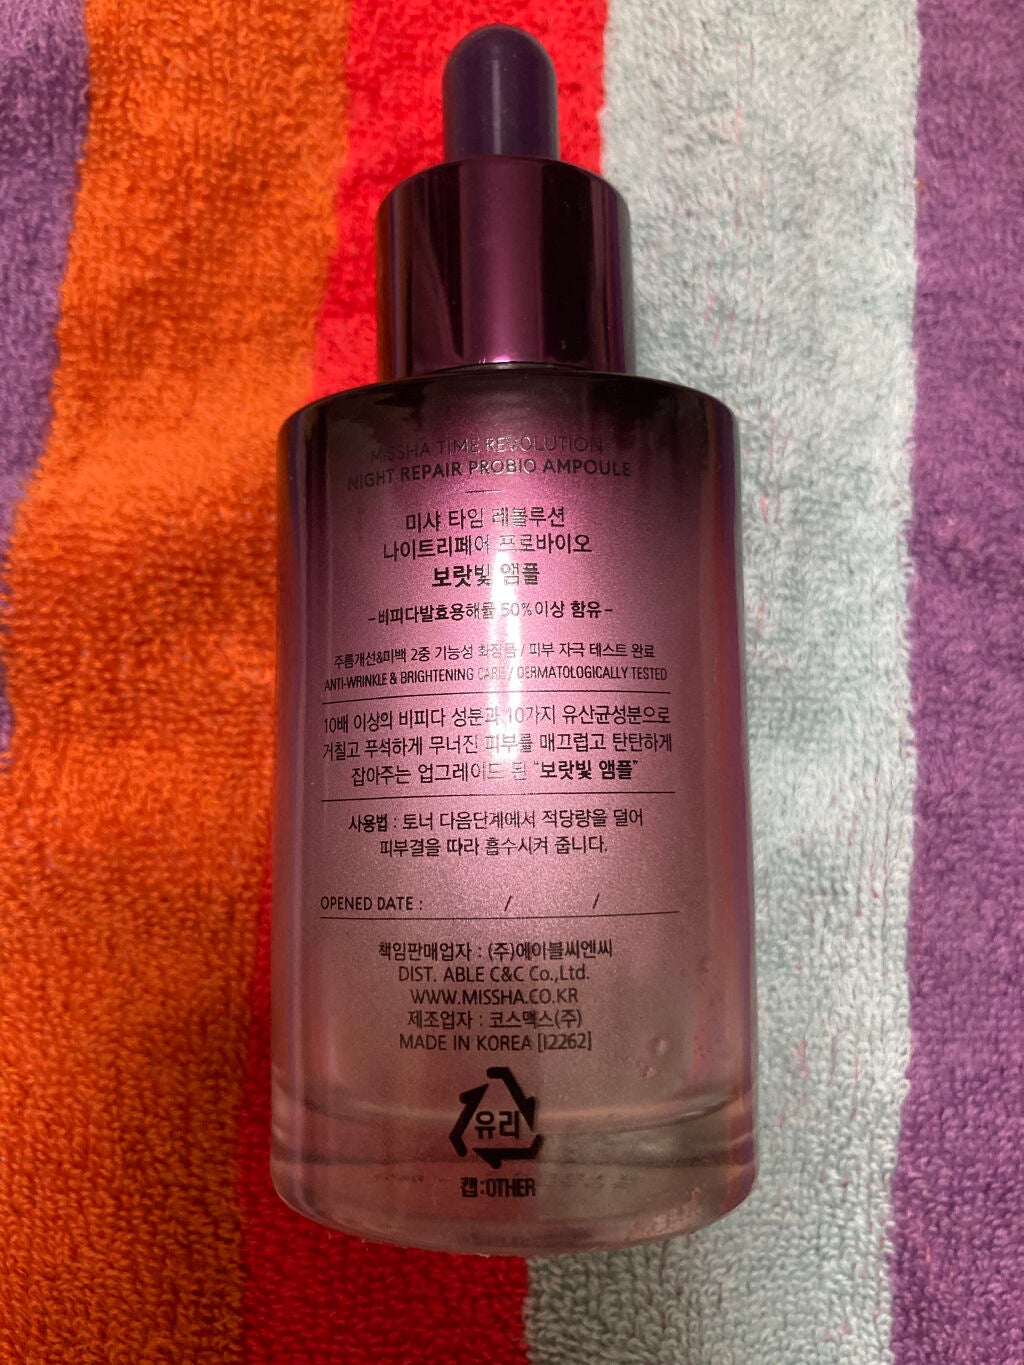 MISSHA TIME REVOLUTION
NIGHT REPAIR PROBIO AMPOULE
미샤 타임 레볼루션
나이트리페어 프로바이오
보랏빛 앰플
-비피다발효용해물 50%이상 함유-
주름개선&미백 2중 기능성 화장품 / 피부 자극 테스트 완료
ANTI-WRINKLE & BRIGHTENING CARE / DERMATOLOGICALLY TESTED
10배 이상의 비피다 성분과 10가지 유산균성분으로
거칠고 푸석하게 무너진 피부를 매끄럽고 탄탄하게
잡아주는 업그레이드 된 “보랏빛 앰플”
사용법 : 토너 다음단계에서 적당량을 덜어
피부결을 따라 흡수시켜 줍니다.
OPENED DATE : / /
책임판매업자 : (주)에이블씨엔씨
DIST. ABLE C&C Co.,Ltd.
WWW.MISSHA.CO.KR
제조업자 : 코스맥스(주)
MADE IN KOREA [I2262]
유리
캡:OTHER